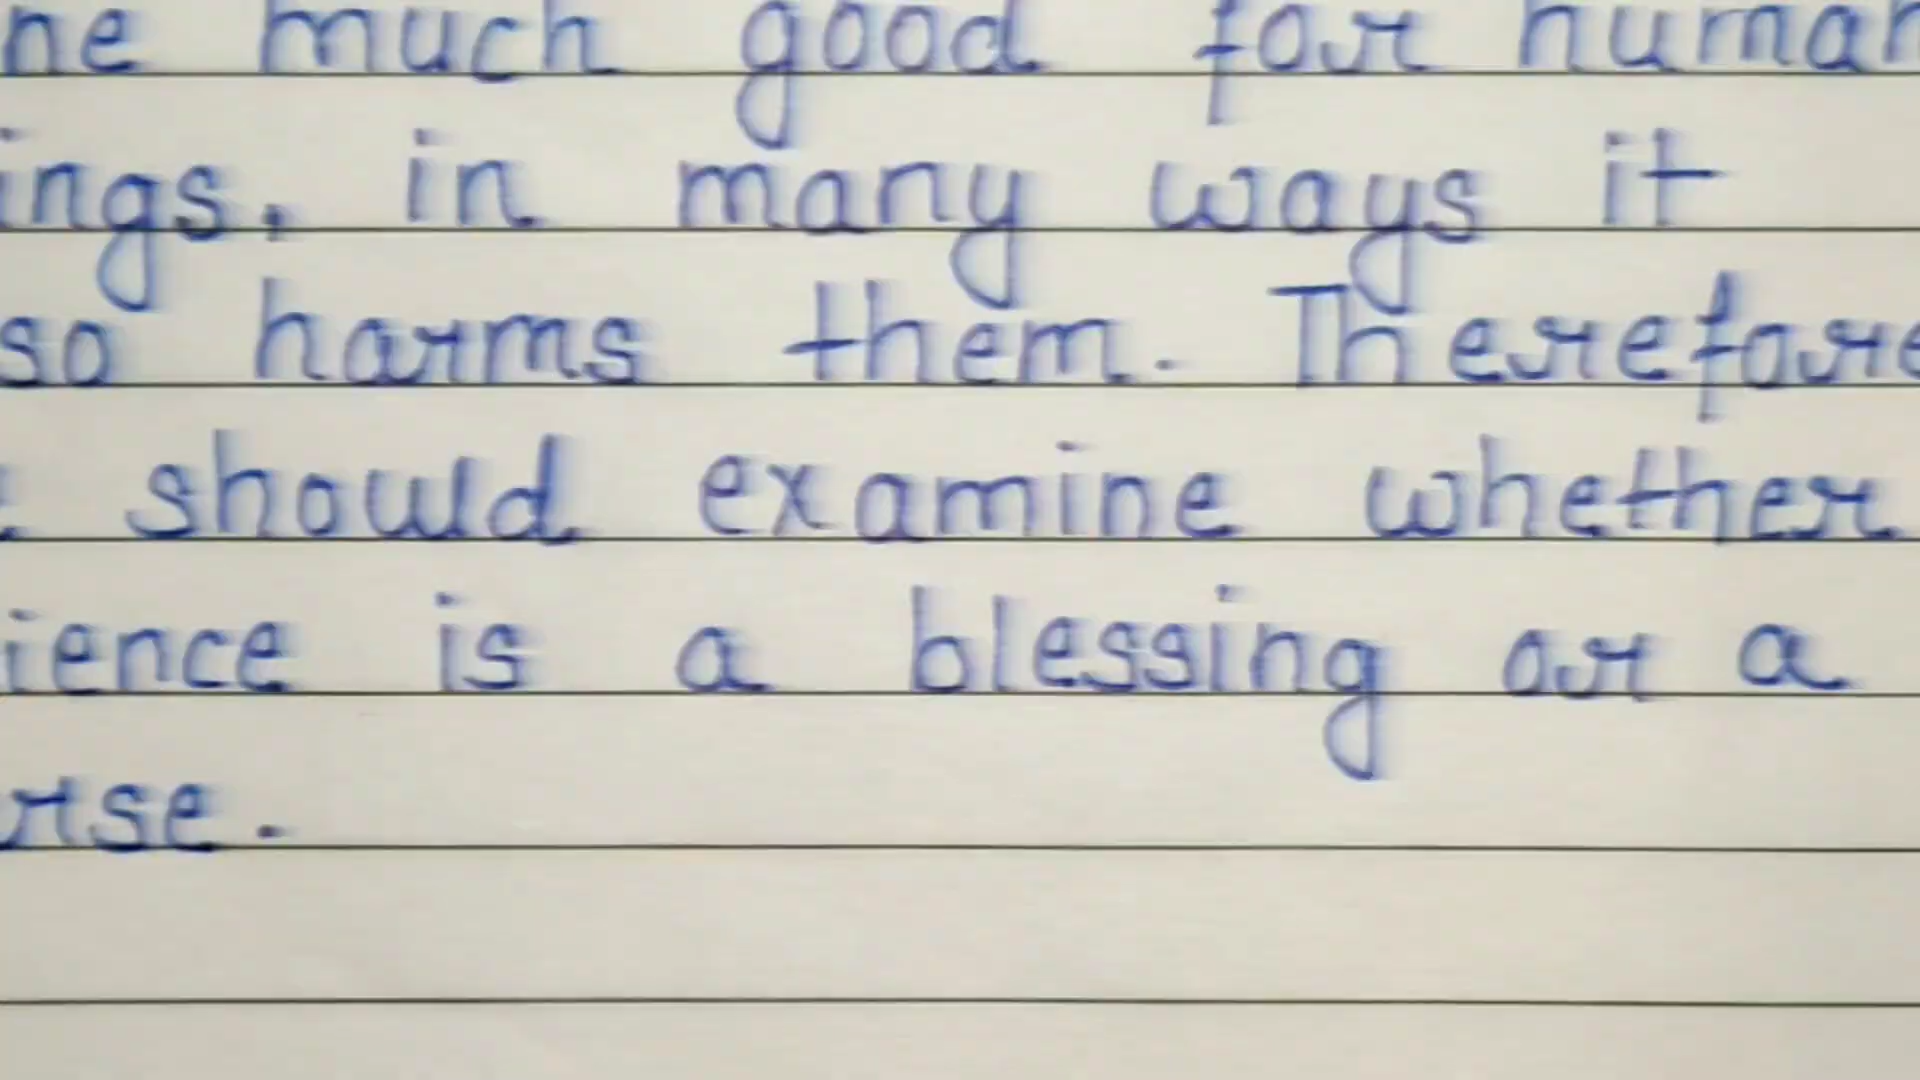 ne much good for human
ings, in many ways it
so harms them. Therefore
should examine whether
ience is a blessing or a
rse.